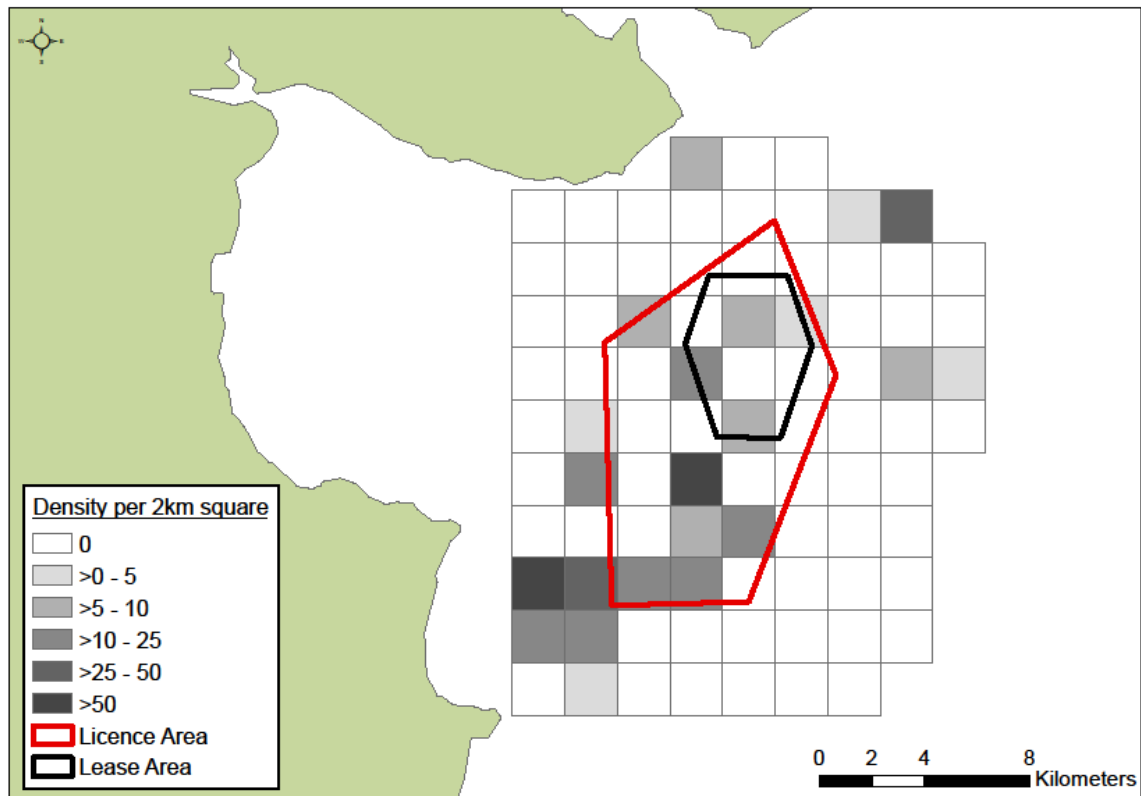 N
W E
S
Density per 2km square
0
>0 - 5
>5 - 10
>10 - 25
>25 - 50
>50
Licence Area
Lease Area
0 2 4 8
Kilometers